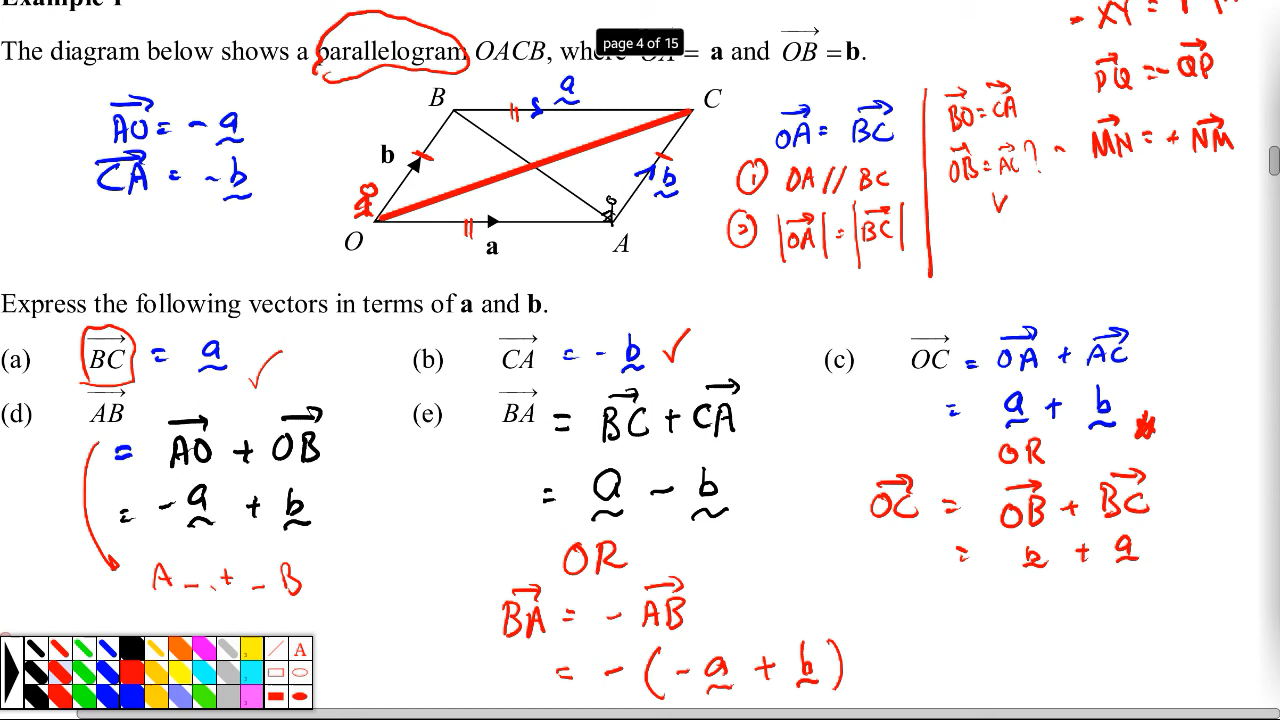 Example 1
The diagram below shows a parallelogram OACB, where OA = a and OB = b.
page 4 of 15
AO = - a
CA = - b
B
C
a
b
b
O
a
A
OA = BC
① OA // BC
② |OA| = |BC|
BO = CA
OB = AC ?
PQ = - QP
- MN = + NM
Express the following vectors in terms of a and b.
(a) BC = a ✓
(b) CA = - b ✓
(c) OC = OA + AC
= a + b
OR
OC = OB + BC
= b + a
(d) AB
= AO + OB
= - a + b
A - . + - B
(e) BA = BC + CA
= a - b
OR
BA = - AB
= - ( - a + b )
A